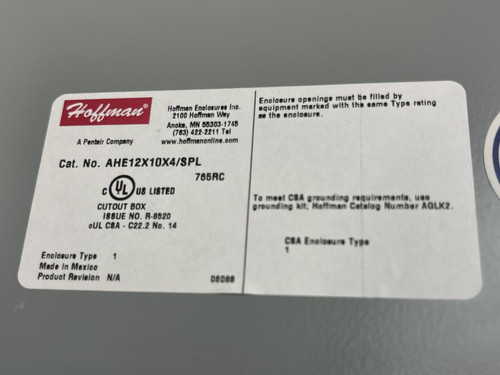 Hoffman®
A Pentair Company
Hoffman Enclosures Inc.
2100 Hoffman Way
Anoka, MN 55303-1745
(763) 422-2211 Tel
www.hoffmanonline.com
Cat. No. AHE12X10X4/SPL
765RC
C UL US LISTED
CUTOUT BOX
ISSUE NO. R-8520
cUL CSA - C22.2 No. 14
Enclosure Type 1
Made in Mexico
Product Revision N/A
Enclosure openings must be filled by
equipment marked with the same Type rating
as the enclosure.
To meet CSA grounding requirements, use
grounding kit; Hoffman Catalog Number AGLK2.
CSA Enclosure Type
1